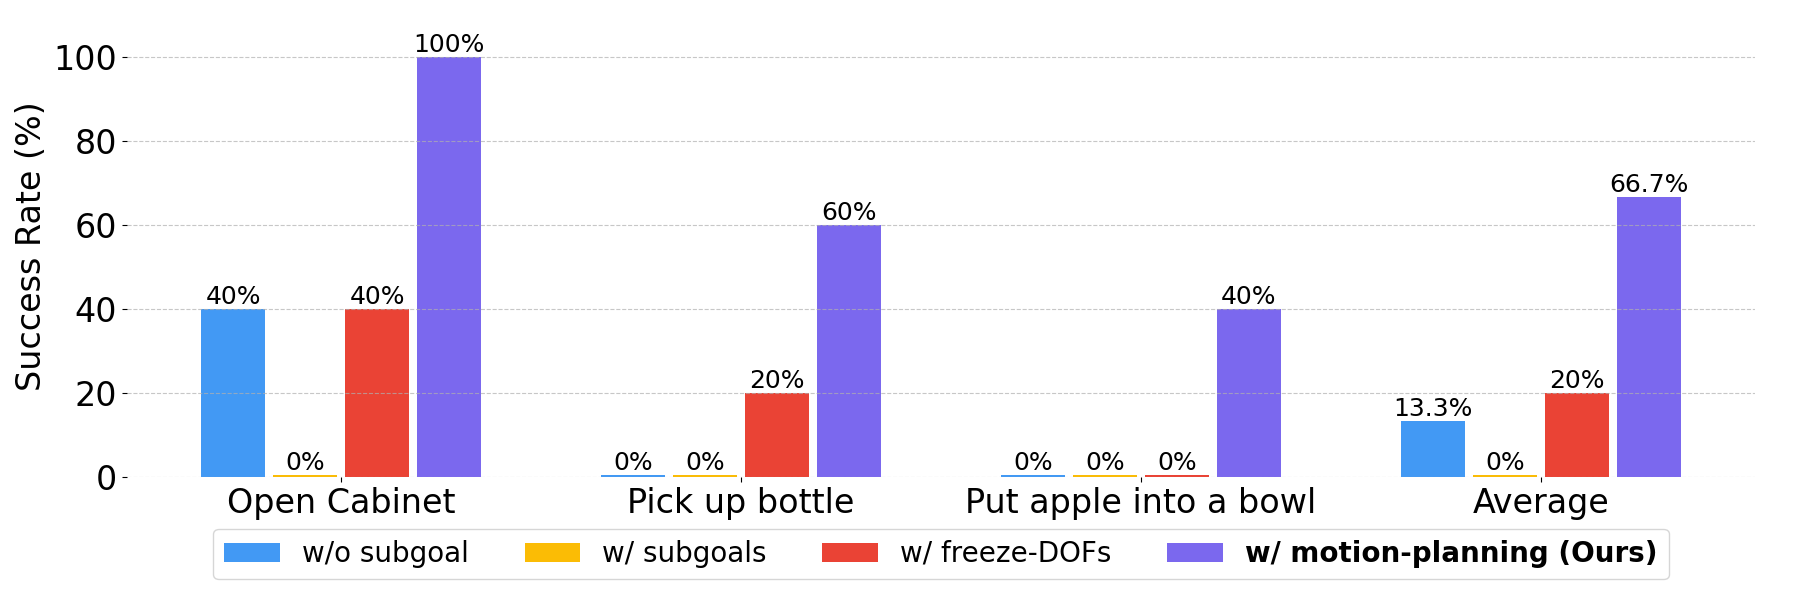 Success Rate (%)
100
80
60
40
20
0
40%
0%
40%
100%
0%
0%
20%
60%
0%
0%
0%
40%
13.3%
0%
20%
66.7%
Open Cabinet
Pick up bottle
Put apple into a bowl
Average
w/o subgoal
w/ subgoals
w/ freeze-DOFs
w/ motion-planning (Ours)